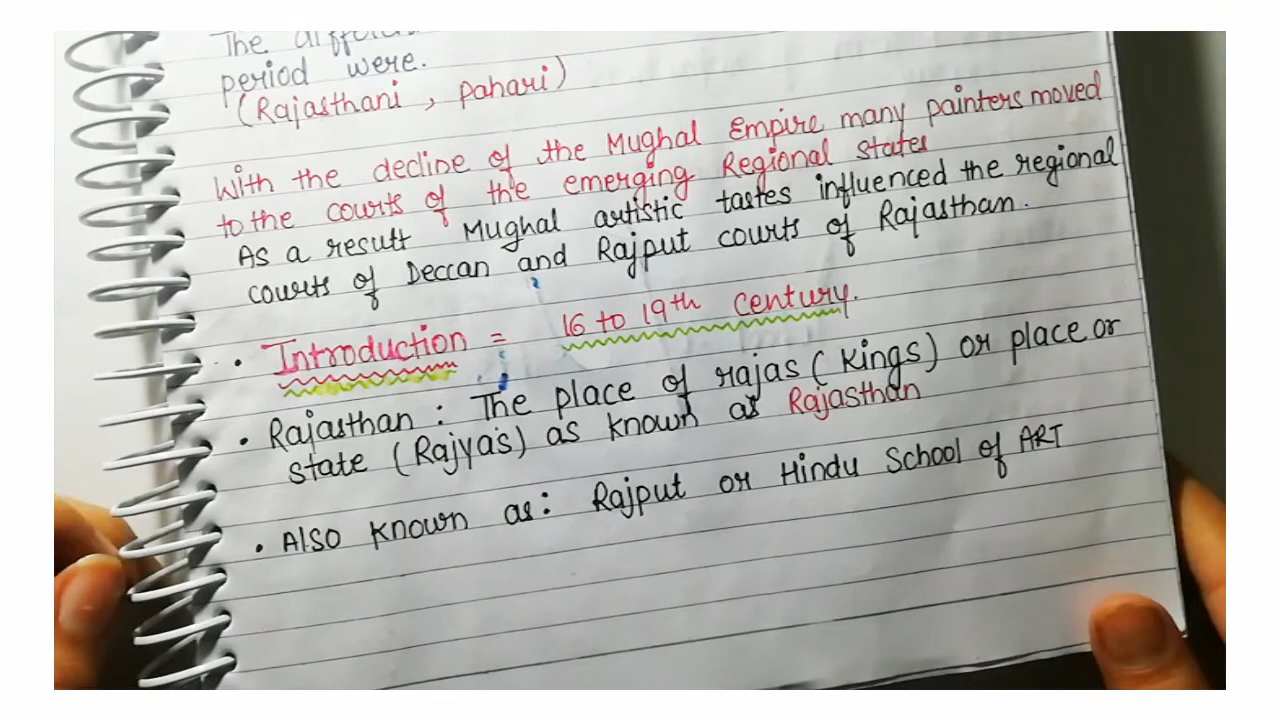 The
period were.
(Rajasthani, pahari)
With the decline of the Mughal Empire many painters moved
to the courts of the emerging Regional states
As a result Mughal artistic tastes influenced the regional
courts of Deccan and Rajput courts of Rajasthan.
• Introduction = 16 to 19th century.
• Rajasthan : The place of rajas (kings) or place or
state (Rajya's) as known as Rajasthan
• Also known as: Rajput or Hindu School of ART